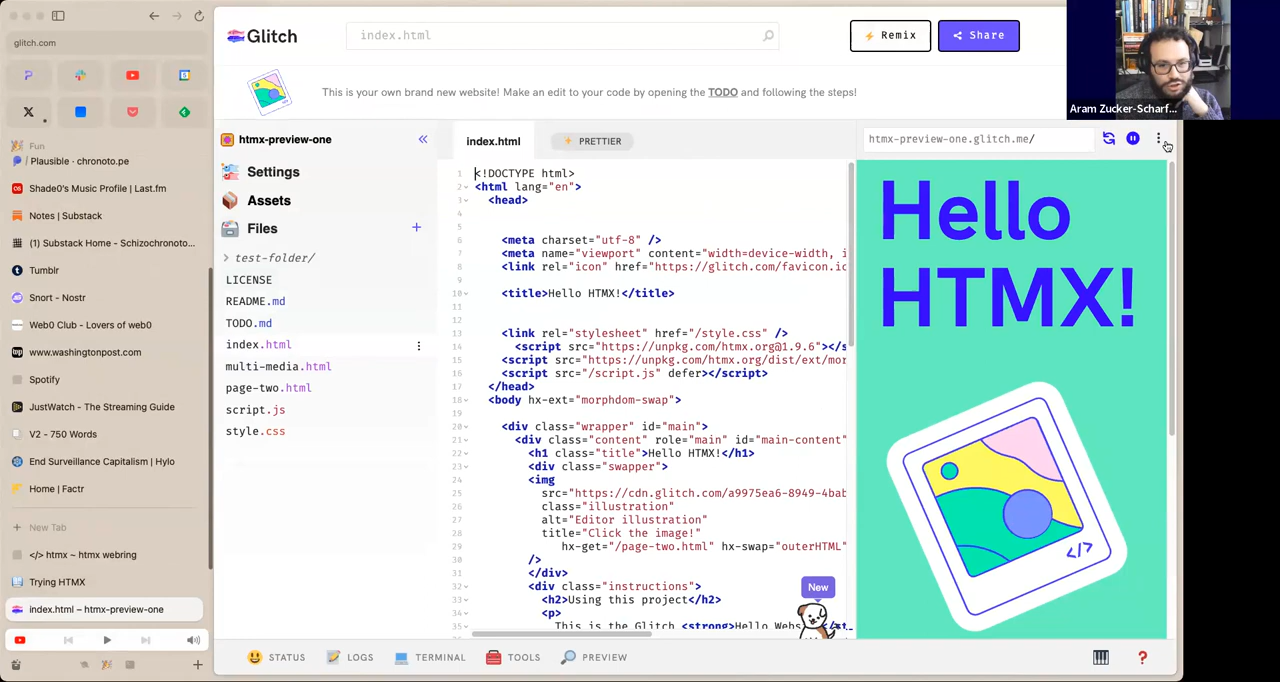 glitch.com
Fun
/ Plausible · chronoto.pe
Shade0's Music Profile | Last.fm
Notes | Substack
(1) Substack Home - Schizochronoto...
Tumblr
Snort - Nostr
Web0 Club - Lovers of web0
www.washingtonpost.com
Spotify
JustWatch - The Streaming Guide
V2 - 750 Words
End Surveillance Capitalism | Hylo
Home | Factr
New Tab
</> htmx ~ htmx webring
Trying HTMX
index.html – htmx-preview-one
Glitch
index.html
Remix
Share
This is your own brand new website! Make an edit to your code by opening the TODO and following the steps!
Aram Zucker-Scharf...
htmx-preview-one
Settings
Assets
Files
test-folder/
LICENSE
README.md
TODO.md
index.html
multi-media.html
page-two.html
script.js
style.css
index.html
PRETTIER
1 <!DOCTYPE html>
2 <html lang="en">
3 <head>
4
5
6 <meta charset="utf-8" />
7 <meta name="viewport" content="width=device-width, i
8 <link rel="icon" href="https://glitch.com/favicon.ic
9
10 <title>Hello HTMX!</title>
11
12
13 <link rel="stylesheet" href="/style.css" />
14 <script src="https://unpkg.com/htmx.org@1.9.6"></s
15 <script src="https://unpkg.com/htmx.org/dist/ext/mor
16 <script src="/script.js" defer></script>
17 </head>
18 <body hx-ext="morphdom-swap">
19
20 <div class="wrapper" id="main">
21 <div class="content" role="main" id="main-content"
22 <h1 class="title">Hello HTMX!</h1>
23 <div class="swapper">
24 <img
25 src="https://cdn.glitch.com/a9975ea6-8949-4bab
26 class="illustration"
27 alt="Editor illustration"
28 title="Click the image!"
29 hx-get="/page-two.html" hx-swap="outerHTML"
30 />
31 </div>
32 <div class="instructions">
33 <h2>Using this project</h2>
34 <p>
This is the Glitch <strong>Hello Webs
New
htmx-preview-one.glitch.me/
Hello
HTMX!
</>
STATUS
LOGS
TERMINAL
TOOLS
PREVIEW
?